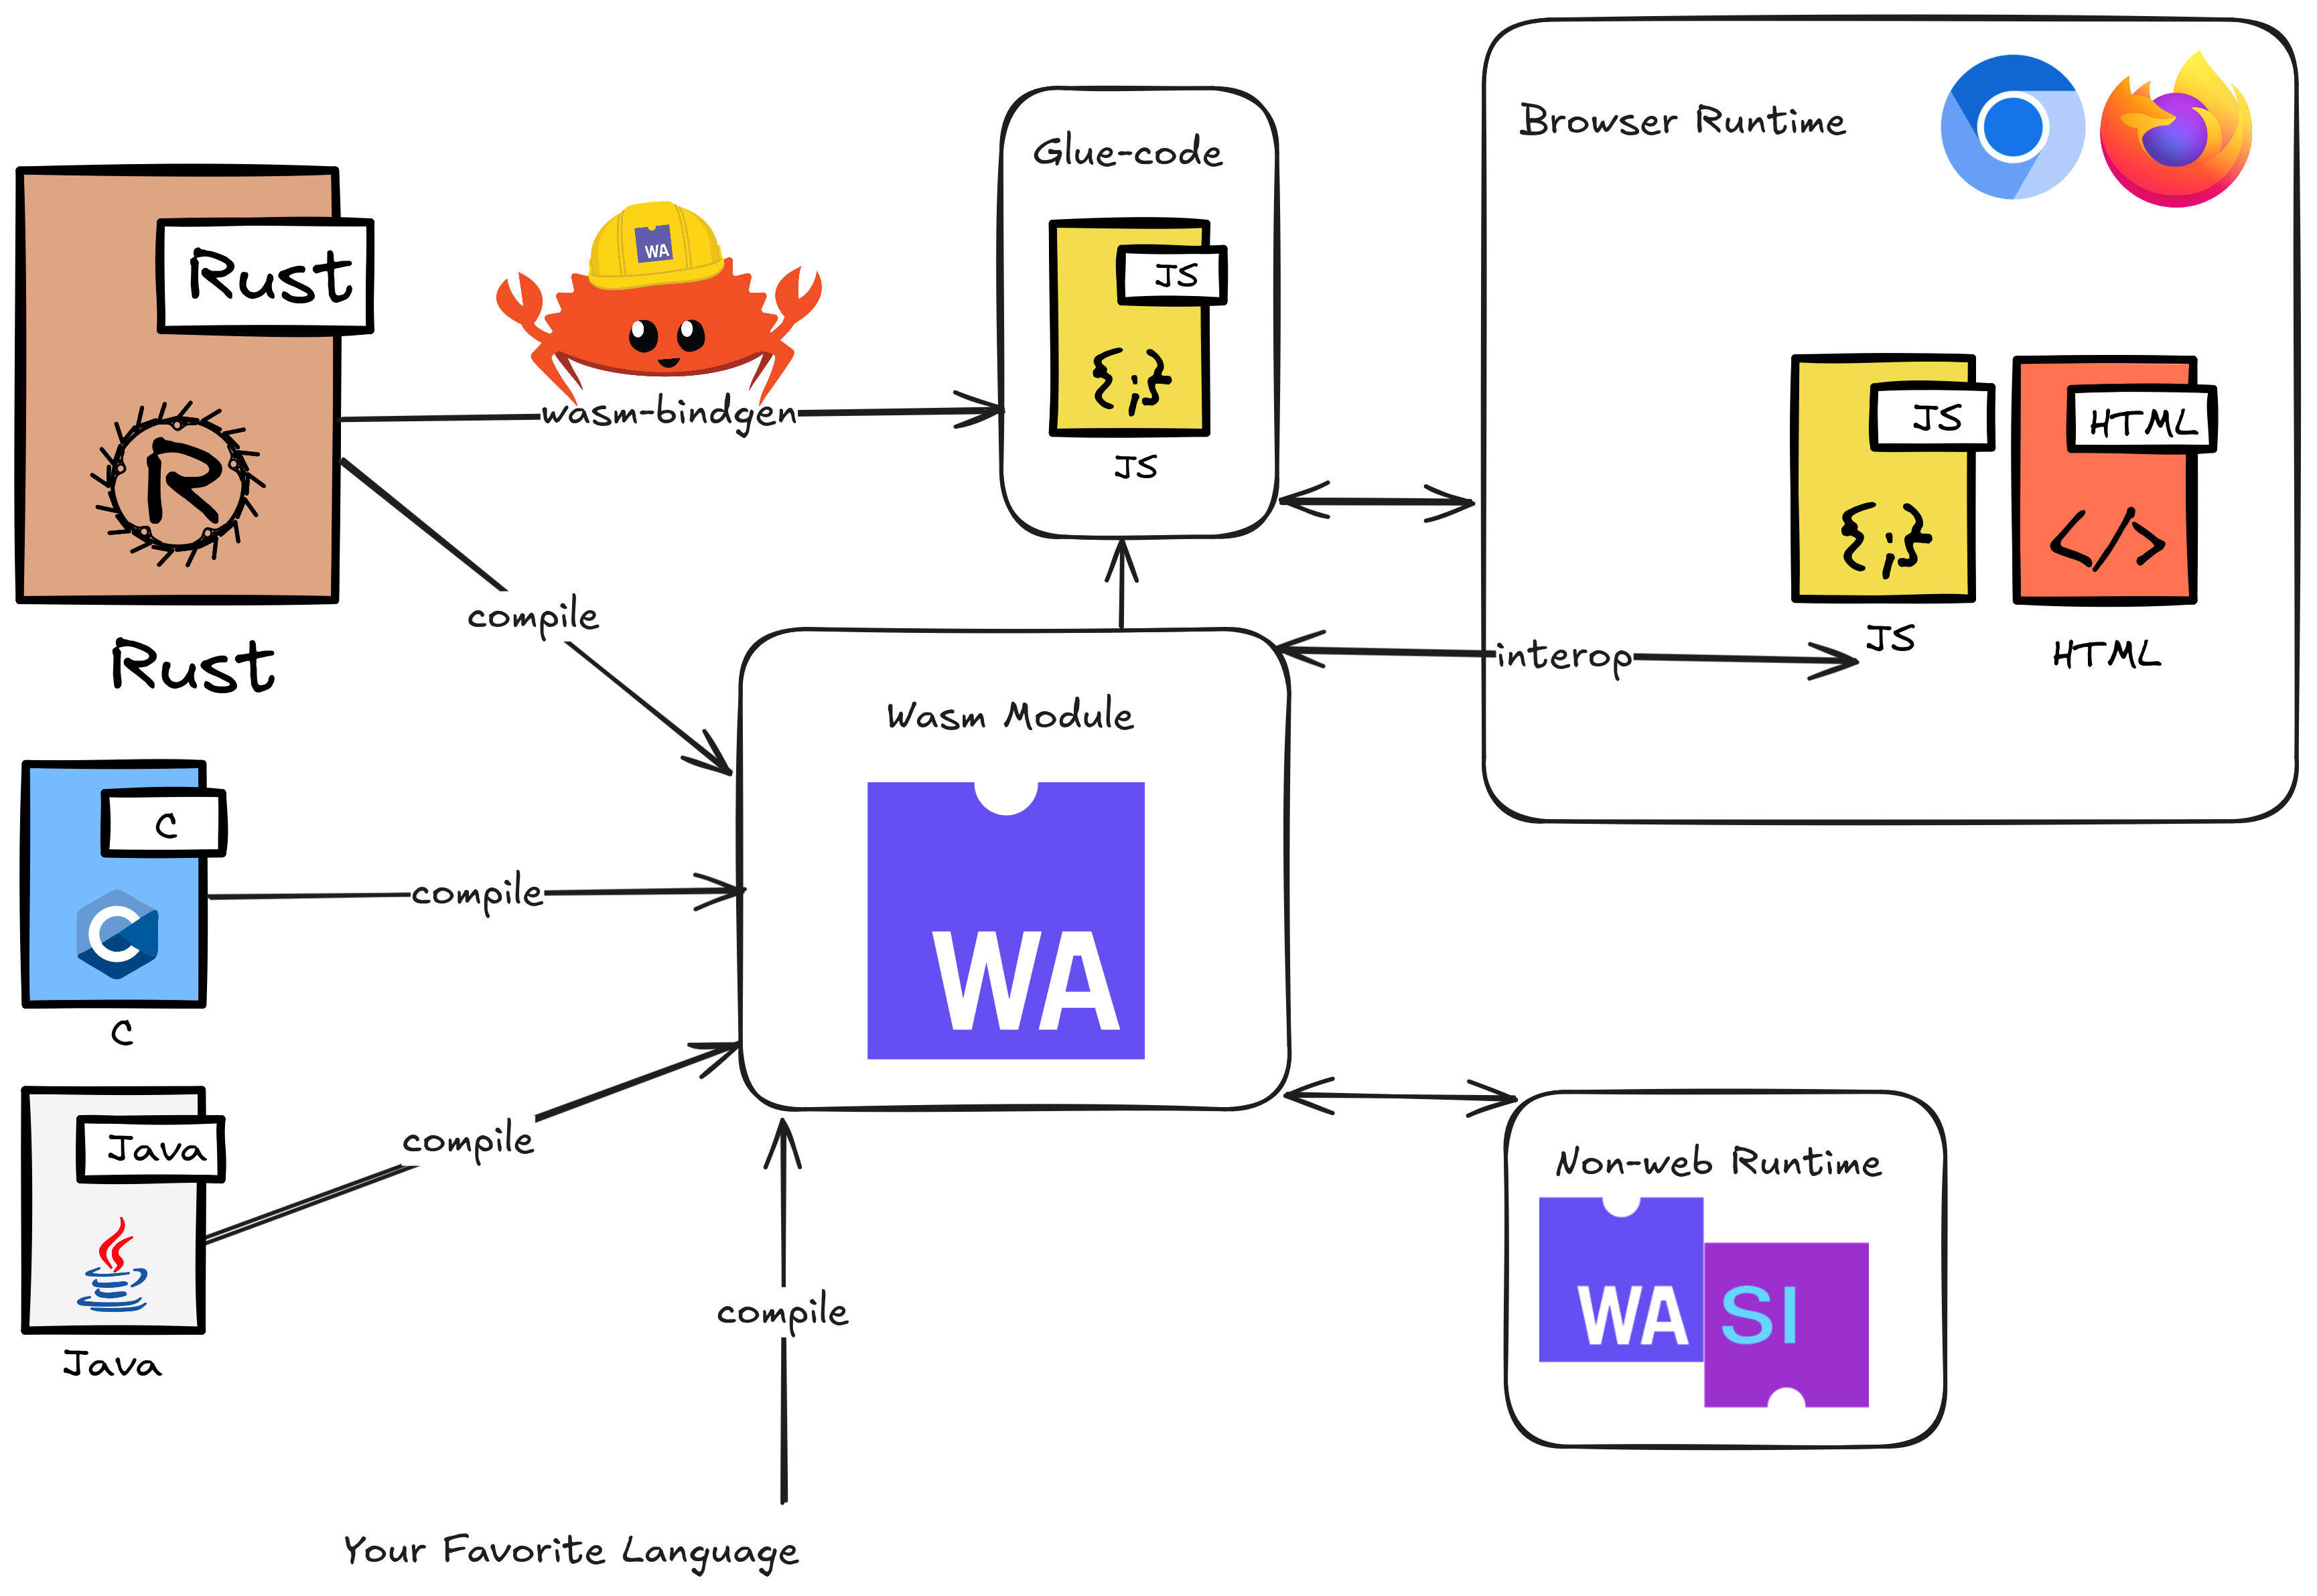 Browser Runtime
Glue-code
Rust
WA
JS
JS
HTML
R
{;}
wasm-bindgen
JS
{;}
</>
compile
JS
HTML
Rust
interop
Wasm Module
C
compile
C
WA
C
Java
compile
Non-web Runtime
WA
SI
compile
Java
Your Favorite Language